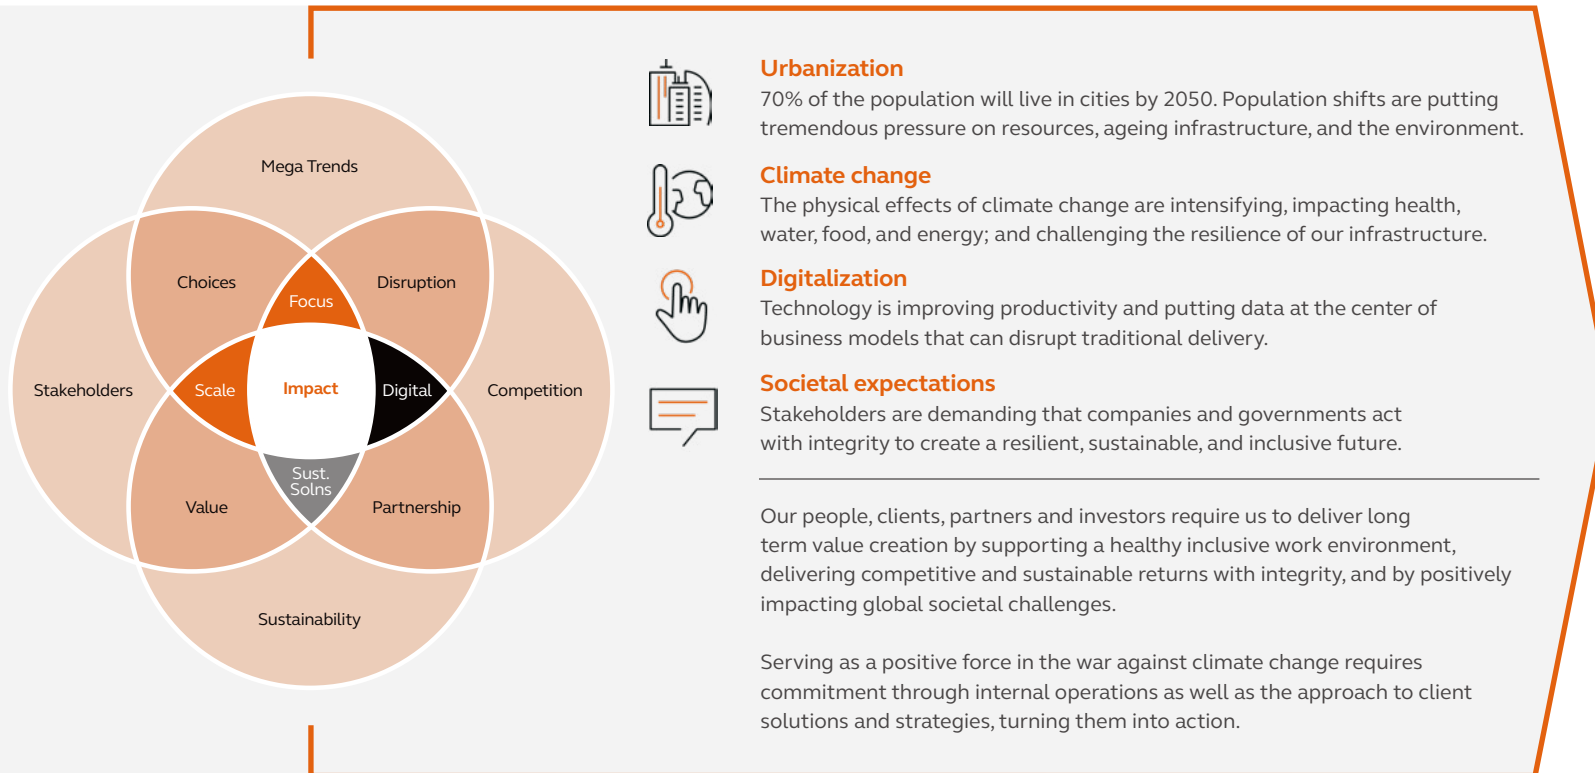 Mega Trends
Choices
Disruption
Focus
Stakeholders
Scale
Impact
Digital
Competition
Sust.
Solns
Value
Partnership
Sustainability
Urbanization
70% of the population will live in cities by 2050. Population shifts are putting
tremendous pressure on resources, ageing infrastructure, and the environment.
Climate change
The physical effects of climate change are intensifying, impacting health,
water, food, and energy; and challenging the resilience of our infrastructure.
Digitalization
Technology is improving productivity and putting data at the center of
business models that can disrupt traditional delivery.
Societal expectations
Stakeholders are demanding that companies and governments act
with integrity to create a resilient, sustainable, and inclusive future.
Our people, clients, partners and investors require us to deliver long
term value creation by supporting a healthy inclusive work environment,
delivering competitive and sustainable returns with integrity, and by positively
impacting global societal challenges.
Serving as a positive force in the war against climate change requires
commitment through internal operations as well as the approach to client
solutions and strategies, turning them into action.